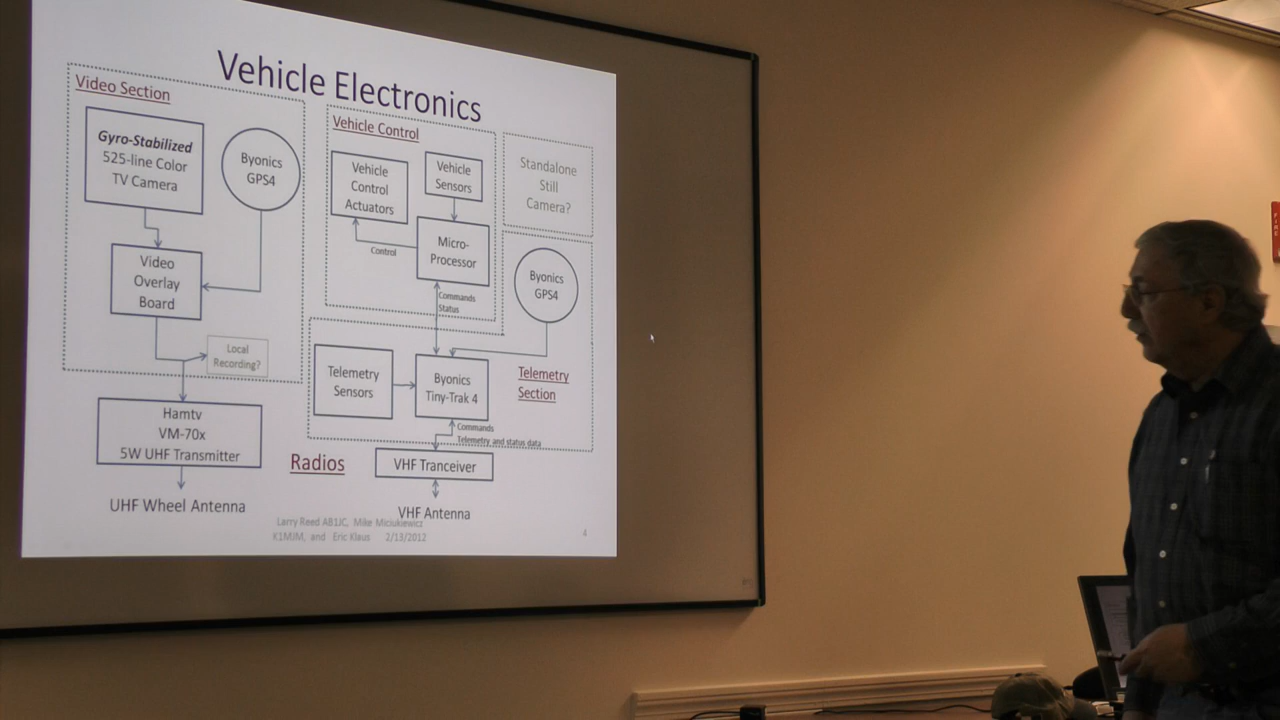 Vehicle Electronics
Video Section
Gyro-Stabilized
525-line Color
TV Camera
Byonics
GPS4
Video
Overlay
Board
Local
Recording?
Hamtv
VM-70x
5W UHF Transmitter
UHF Wheel Antenna
Vehicle Control
Vehicle
Control
Actuators
Vehicle
Sensors
Control
Micro-
Processor
Commands
Status
Standalone
Still
Camera?
Byonics
GPS4
Telemetry
Sensors
Byonics
Tiny-Trak 4
Telemetry
Section
Commands
Telemetry and status data
Radios
VHF Tranceiver
VHF Antenna
Larry Reed AB1JC, Mike Miciukiewicz
K1MJM, and Eric Klaus 2/13/2012
4
FIRE